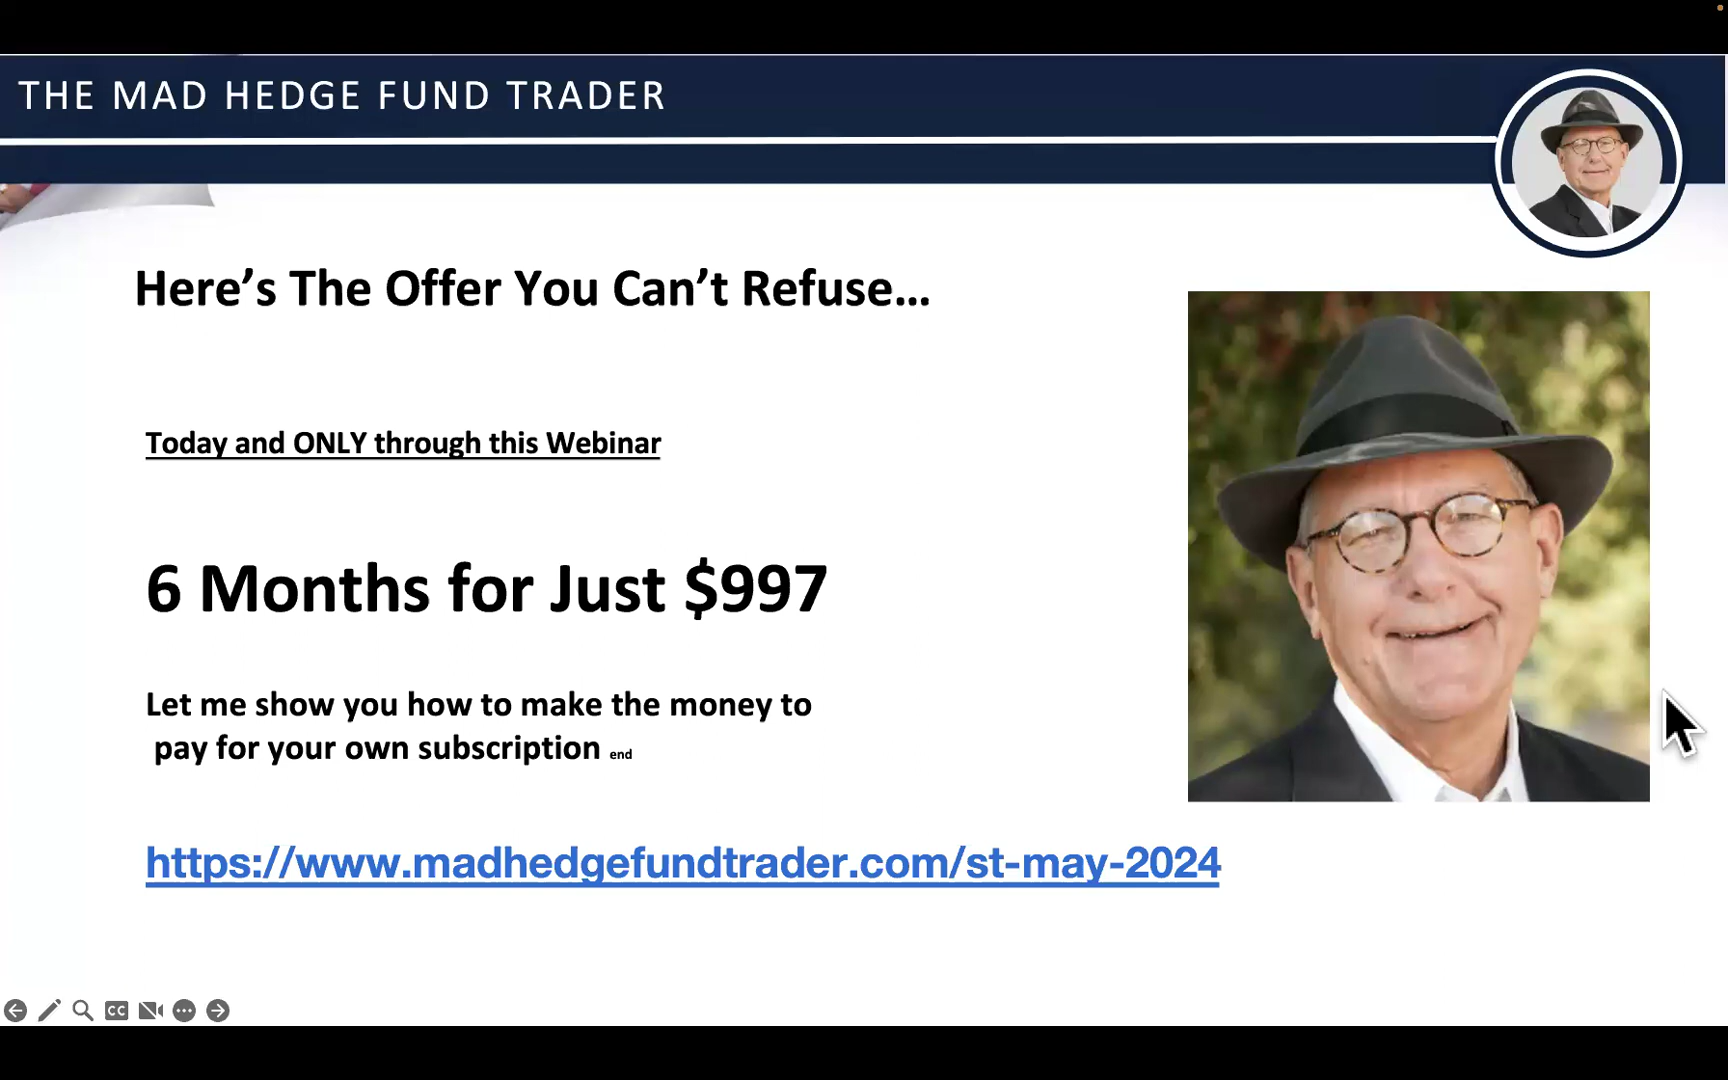 THE MAD HEDGE FUND TRADER
Here’s The Offer You Can’t Refuse…
Today and ONLY through this Webinar
6 Months for Just $997
Let me show you how to make the money to
pay for your own subscription end
https://www.madhedgefundtrader.com/st-may-2024
CC